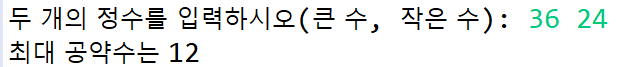 두 개의 정수를 입력하시오(큰 수, 작은 수): 36 24
최대 공약수는 12